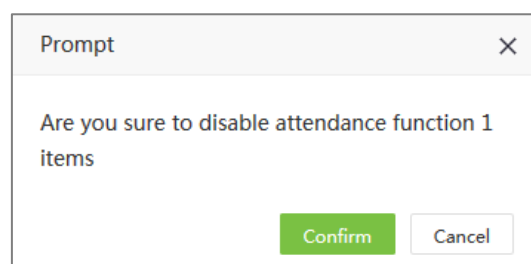 Prompt
Are you sure to disable attendance function 1
items
Confirm Cancel